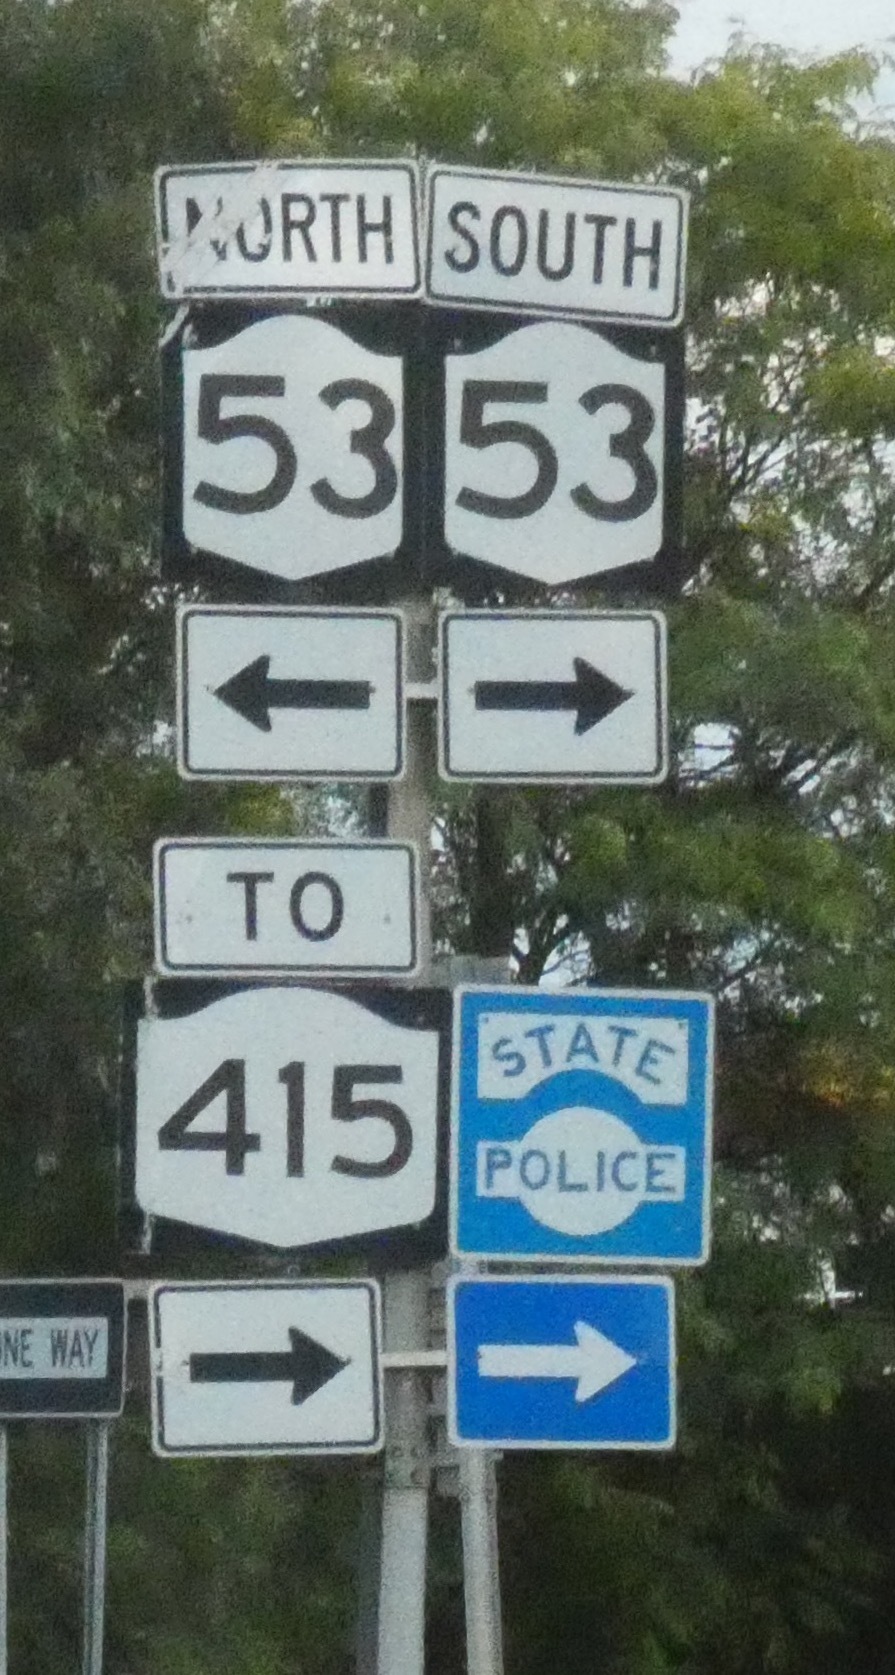 NORTH
SOUTH
53
53
TO
415
STATE
POLICE
ONE WAY